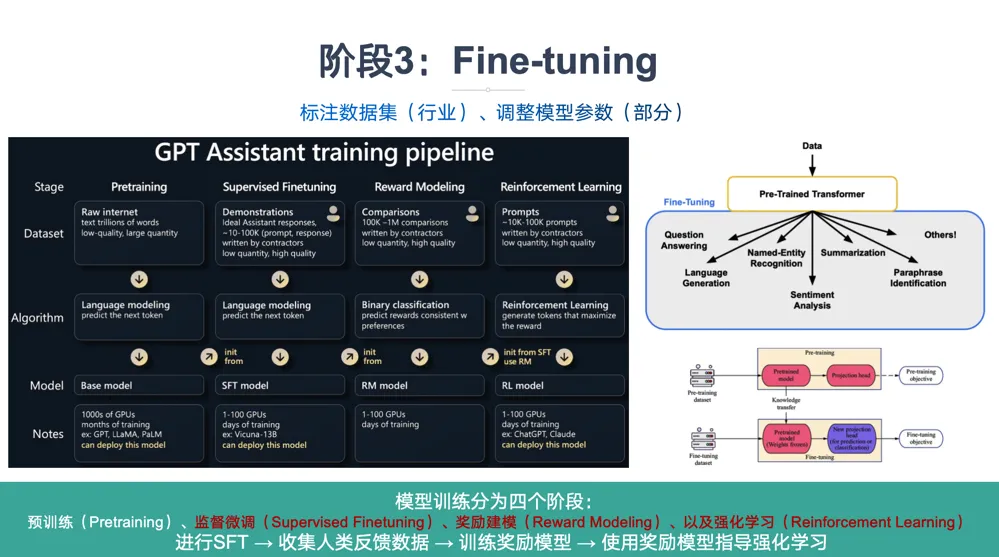 阶段3：Fine-tuning
标注数据集（行业）、调整模型参数（部分）
GPT Assistant training pipeline
Stage
Pretraining
Supervised Finetuning
Reward Modeling
Reinforcement Learning
Dataset
Raw internet
text trillions of words
low-quality, large quantity
Demonstrations
Ideal Assistant responses,
~10-100K (prompt, response)
written by contractors
low quantity, high quality
Comparisons
100K –1M comparisons
written by contractors
low quantity, high quality
Prompts
~10K-100K prompts
written by contractors
low quantity, high quality
Algorithm
Language modeling
predict the next token
Language modeling
predict the next token
Binary classification
predict rewards consistent w
preferences
Reinforcement Learning
generate tokens that maximize
the reward
init
from
init
from
init from SFT
use RM
Model
Base model
SFT model
RM model
RL model
Notes
1000s of GPUs
months of training
ex: GPT, LLaMA, PaLM
can deploy this model
1-100 GPUs
days of training
ex: Vicuna-13B
can deploy this model
1-100 GPUs
days of training
1-100 GPUs
days of training
ex: ChatGPT, Claude
can deploy this model
Data
Pre-Trained Transformer
Fine-Tuning
Question
Answering
Language
Generation
Named-Entity
Recognition
Sentiment
Analysis
Summarization
Paraphrase
Identification
Others!
Pre-training
Pre-training
dataset
Pretrained
model
Projection head
Pre-training
objective
Knowledge
transfer
Fine-tuning
dataset
Pretrained
model
(Weights frozen)
New projection
head
(for prediction or
classification)
Fine-tuning
objective
Fine-tuning
模型训练分为四个阶段：
预训练（Pretraining）、监督微调（Supervised Finetuning）、奖励建模（Reward Modeling）、以及强化学习（Reinforcement Learning）
进行SFT → 收集人类反馈数据 → 训练奖励模型 → 使用奖励模型指导强化学习